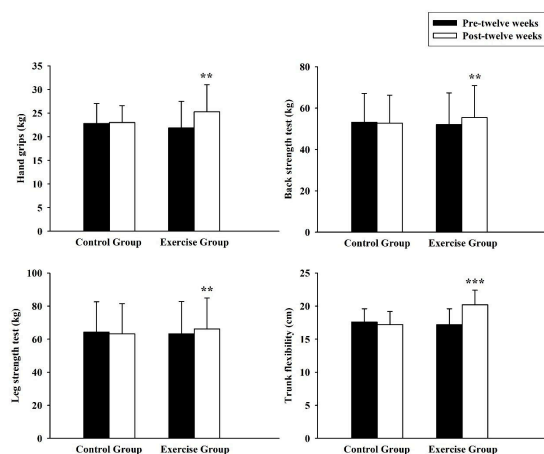 Pre-twelve weeks
Post-twelve weeks
Hand grips (kg)
35
30
25
20
15
10
5
0
**
Control Group Exercise Group
Back strength test (kg)
80
60
40
20
0
**
Control Group Exercise Group
Leg strength test (kg)
100
80
60
40
20
0
**
Control Group Exercise Group
Trunk flexibility (cm)
25
20
15
10
5
0
***
Control Group Exercise Group